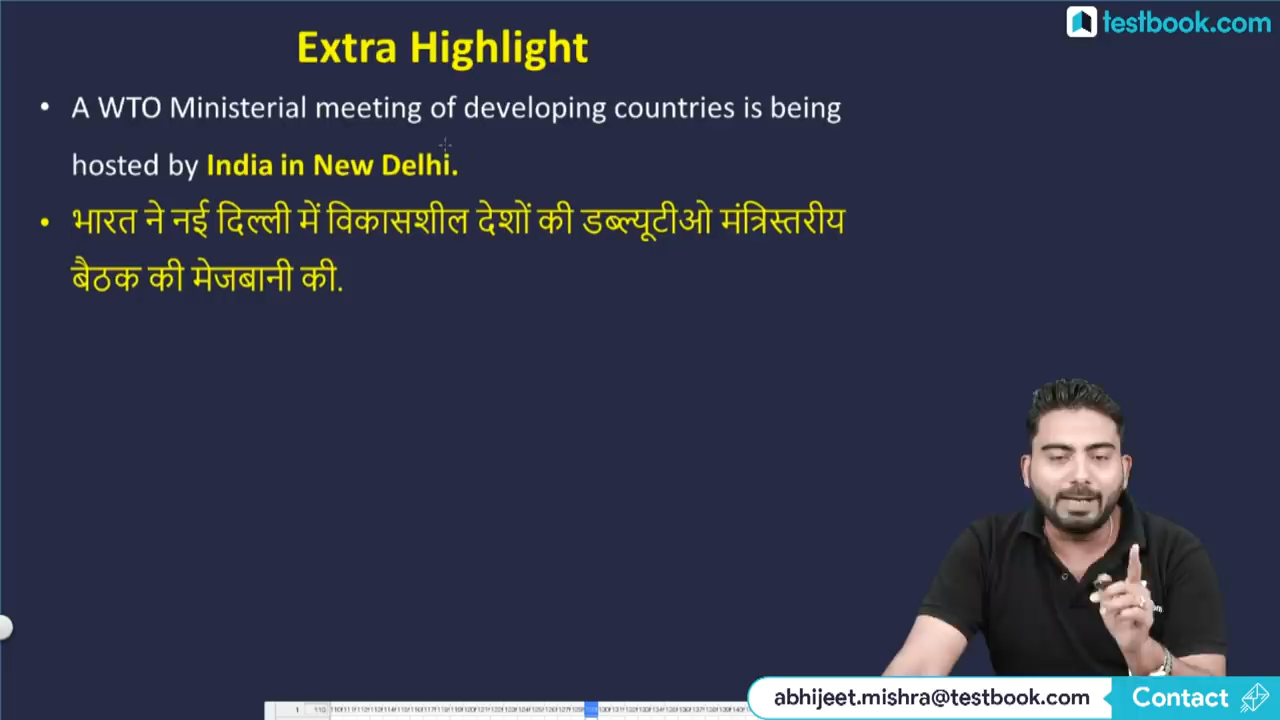 testbook.com
Extra Highlight
• A WTO Ministerial meeting of developing countries is being
hosted by India in New Delhi.
• भारत ने नई दिल्ली में विकासशील देशों की डब्ल्यूटीओ मंत्रिस्तरीय
बैठक की मेजबानी की.
abhijeet.mishra@testbook.com Contact